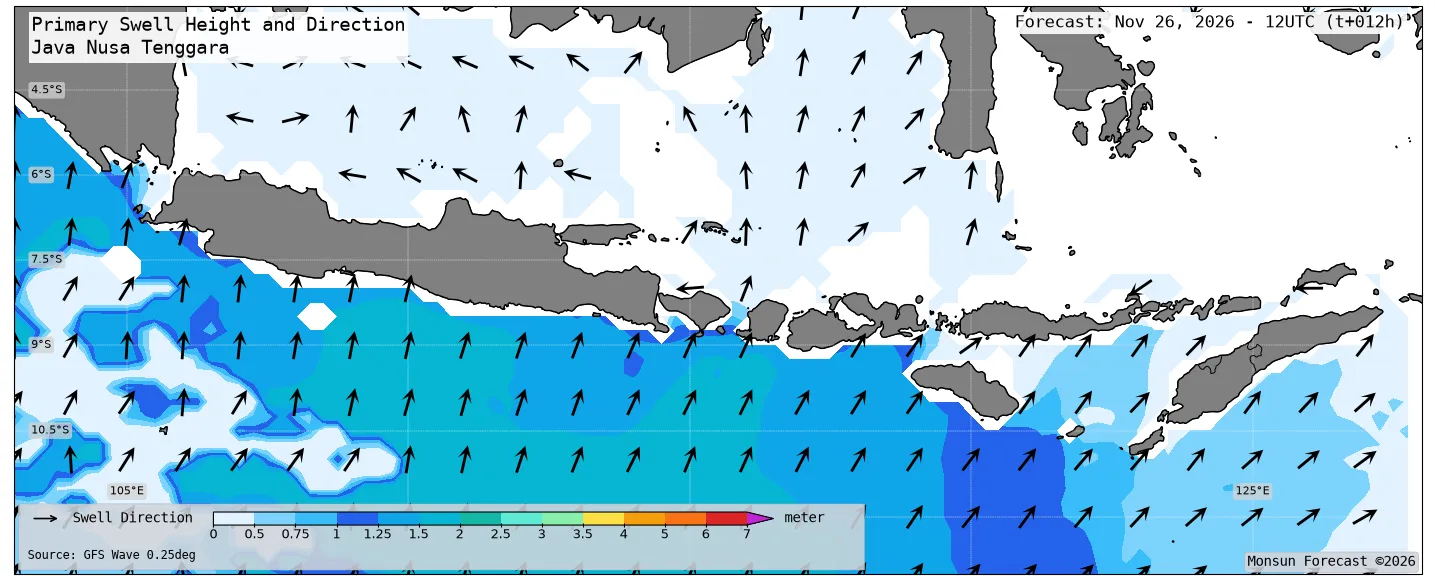 Primary Swell Height and Direction
Java Nusa Tenggara
Forecast: Nov 26, 2026 - 12UTC (t+012h)
4.5°S
6°S
7.5°S
9°S
10.5°S
105°E
125°E
Swell Direction
0 0.5 0.75 1 1.25 1.5 2 2.5 3 3.5 4 5 6 7
meter
Source: GFS Wave 0.25deg
Monsun Forecast ©2026